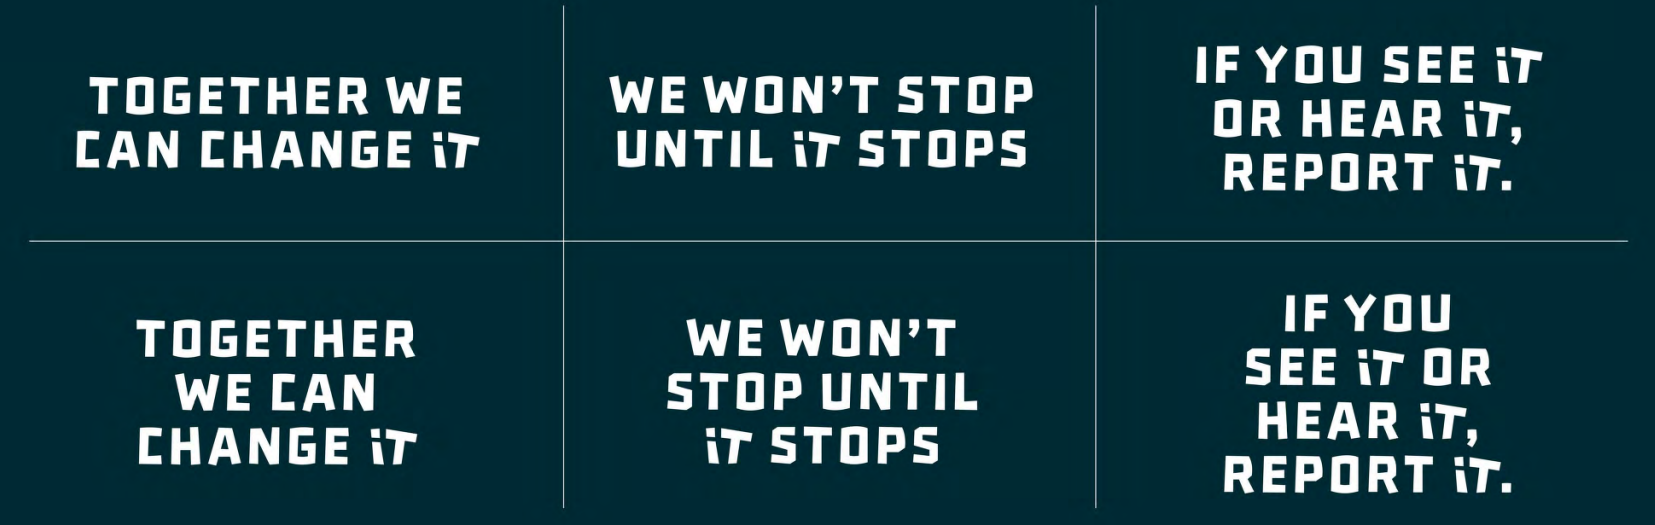 TOGETHER WE
CAN CHANGE iT
WE WON'T STOP
UNTIL iT STOPS
IF YOU SEE iT
OR HEAR iT,
REPORT iT.
TOGETHER
WE CAN
CHANGE iT
WE WON'T
STOP UNTIL
iT STOPS
IF YOU
SEE iT OR
HEAR iT,
REPORT iT.